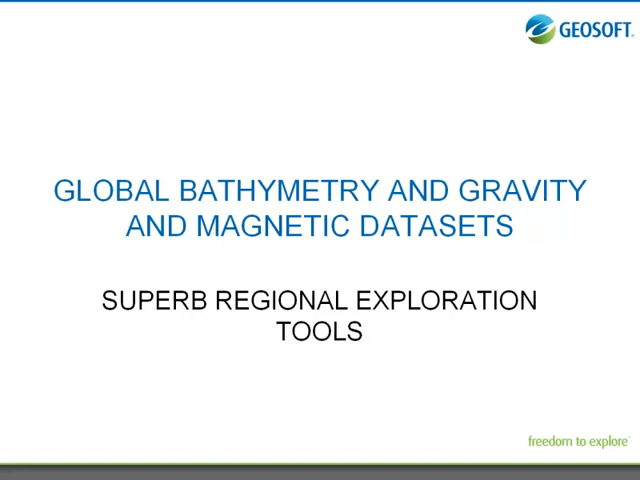 GEOSOFT.
GLOBAL BATHYMETRY AND GRAVITY
AND MAGNETIC DATASETS
SUPERB REGIONAL EXPLORATION
TOOLS
freedom to explore